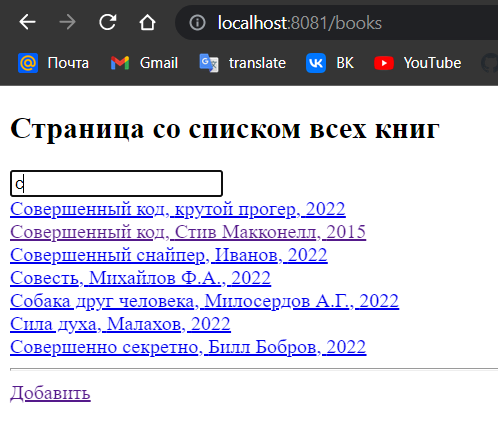 localhost:8081/books
Почта Gmail translate ВК YouTube
Страница со списком всех книг
с
Совершенный код, крутой прогер, 2022
Совершенный код, Стив Макконелл, 2015
Совершенный снайпер, Иванов, 2022
Совесть, Михайлов Ф.А., 2022
Собака друг человека, Милосердов А.Г., 2022
Сила духа, Малахов, 2022
Совершенно секретно, Билл Бобров, 2022
Добавить